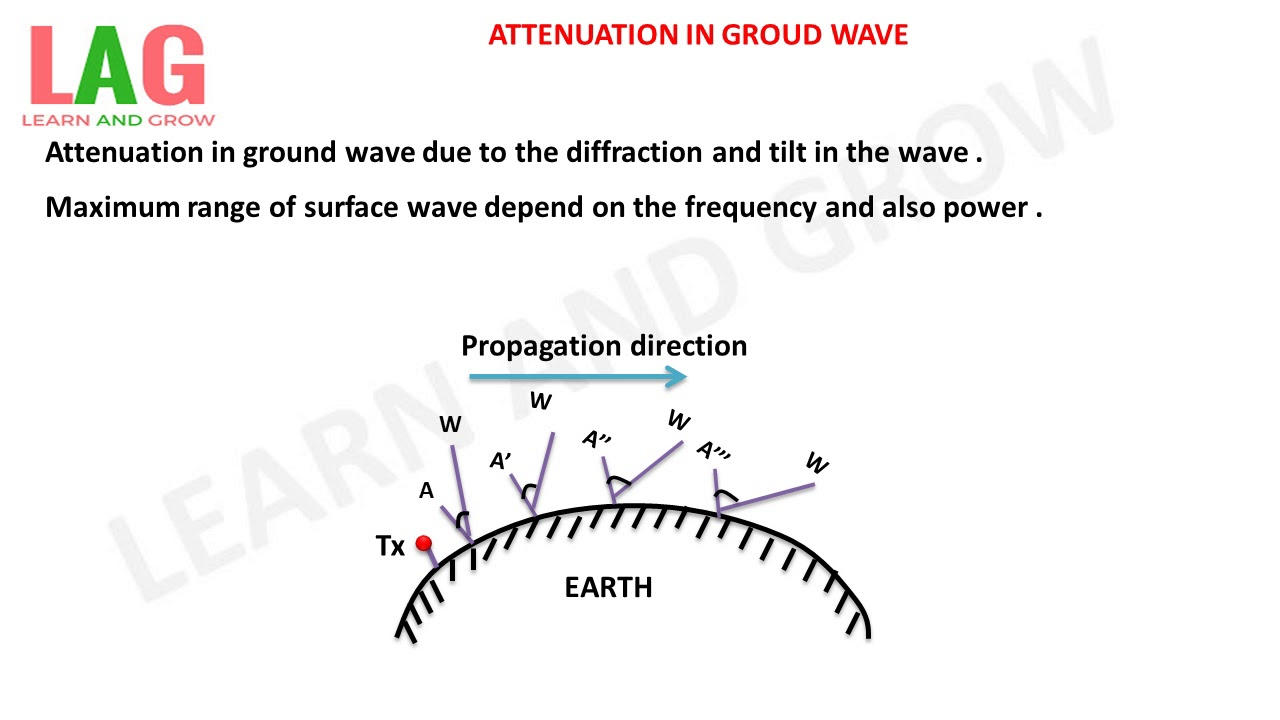 LAG
LEARN AND GROW
ATTENUATION IN GROUD WAVE
Attenuation in ground wave due to the diffraction and tilt in the wave .
Maximum range of surface wave depend on the frequency and also power .
Propagation direction
W
W
W
W
A
A’
A’’
A’’’
Tx
EARTH
LEARN AND GROW